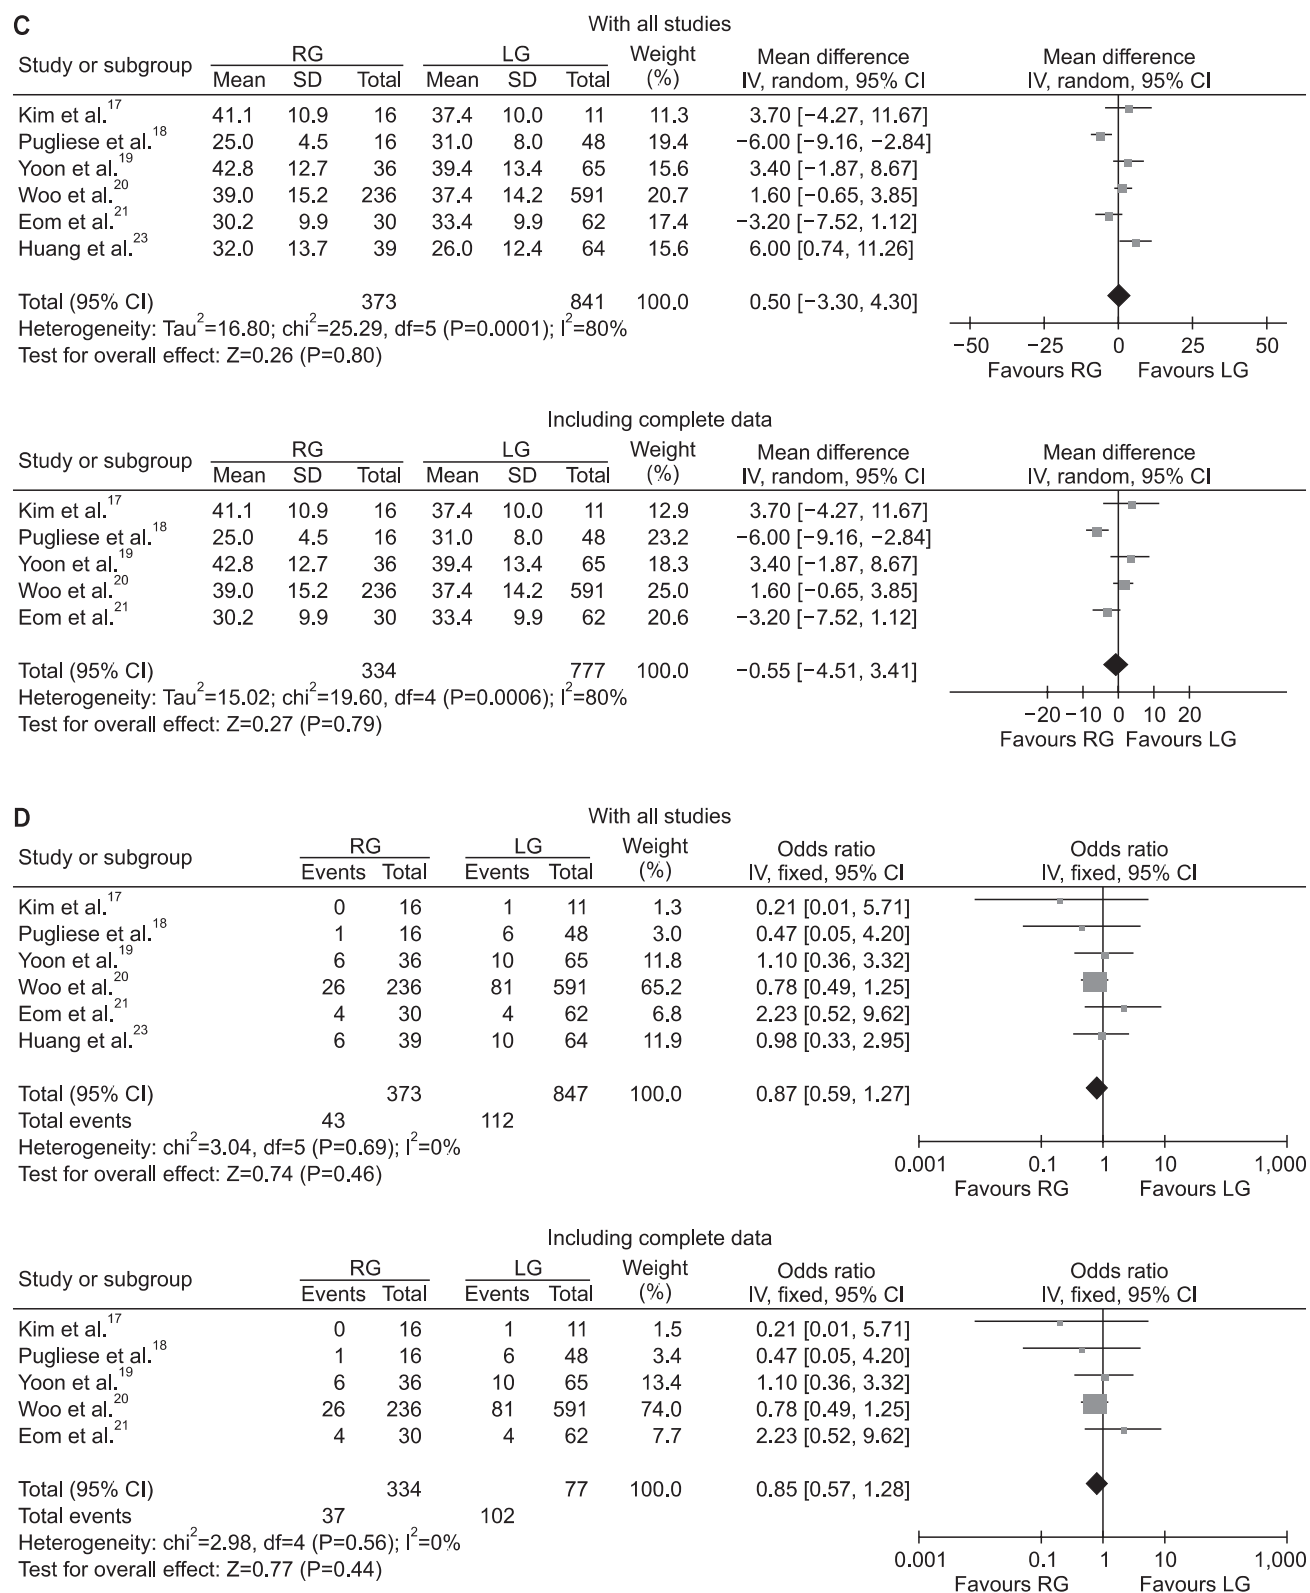 C
With all studies
Study or subgroup RG LG Weight (%) Mean difference IV, random, 95% CI Mean difference IV, random, 95% CI
Mean SD Total Mean SD Total
Kim et al.17 41.1 10.9 16 37.4 10.0 11 11.3 3.70 [−4.27, 11.67]
Pugliese et al.18 25.0 4.5 16 31.0 8.0 48 19.4 −6.00 [−9.16, −2.84]
Yoon et al.19 42.8 12.7 36 39.4 13.4 65 15.6 3.40 [−1.87, 8.67]
Woo et al.20 39.0 15.2 236 37.4 14.2 591 20.7 1.60 [−0.65, 3.85]
Eom et al.21 30.2 9.9 30 33.4 9.9 62 17.4 −3.20 [−7.52, 1.12]
Huang et al.23 32.0 13.7 39 26.0 12.4 64 15.6 6.00 [0.74, 11.26]
Total (95% CI) 373 841 100.0 0.50 [−3.30, 4.30]
Heterogeneity: Tau2=16.80; chi2=25.29, df=5 (P=0.0001); I2=80%
Test for overall effect: Z=0.26 (P=0.80)
−50 −25 0 25 50
Favours RG Favours LG
Including complete data
Study or subgroup RG LG Weight (%) Mean difference IV, random, 95% CI Mean difference IV, random, 95% CI
Mean SD Total Mean SD Total
Kim et al.17 41.1 10.9 16 37.4 10.0 11 12.9 3.70 [−4.27, 11.67]
Pugliese et al.18 25.0 4.5 16 31.0 8.0 48 23.2 −6.00 [−9.16, −2.84]
Yoon et al.19 42.8 12.7 36 39.4 13.4 65 18.3 3.40 [−1.87, 8.67]
Woo et al.20 39.0 15.2 236 37.4 14.2 591 25.0 1.60 [−0.65, 3.85]
Eom et al.21 30.2 9.9 30 33.4 9.9 62 20.6 −3.20 [−7.52, 1.12]
Total (95% CI) 334 777 100.0 −0.55 [−4.51, 3.41]
Heterogeneity: Tau2=15.02; chi2=19.60, df=4 (P=0.0006); I2=80%
Test for overall effect: Z=0.27 (P=0.79)
−20 −10 0 10 20
Favours RG Favours LG
D
With all studies
Study or subgroup RG LG Weight (%) Odds ratio IV, fixed, 95% CI Odds ratio IV, fixed, 95% CI
Events Total Events Total
Kim et al.17 0 16 1 11 1.3 0.21 [0.01, 5.71]
Pugliese et al.18 1 16 6 48 3.0 0.47 [0.05, 4.20]
Yoon et al.19 6 36 10 65 11.8 1.10 [0.36, 3.32]
Woo et al.20 26 236 81 591 65.2 0.78 [0.49, 1.25]
Eom et al.21 4 30 4 62 6.8 2.23 [0.52, 9.62]
Huang et al.23 6 39 10 64 11.9 0.98 [0.33, 2.95]
Total (95% CI) 373 847 100.0 0.87 [0.59, 1.27]
Total events 43 112
Heterogeneity: chi2=3.04, df=5 (P=0.69); I2=0%
Test for overall effect: Z=0.74 (P=0.46)
0.001 0.1 1 10 1,000
Favours RG Favours LG
Including complete data
Study or subgroup RG LG Weight (%) Odds ratio IV, fixed, 95% CI Odds ratio IV, fixed, 95% CI
Events Total Events Total
Kim et al.17 0 16 1 11 1.5 0.21 [0.01, 5.71]
Pugliese et al.18 1 16 6 48 3.4 0.47 [0.05, 4.20]
Yoon et al.19 6 36 10 65 13.4 1.10 [0.36, 3.32]
Woo et al.20 26 236 81 591 74.0 0.78 [0.49, 1.25]
Eom et al.21 4 30 4 62 7.7 2.23 [0.52, 9.62]
Total (95% CI) 334 77 100.0 0.85 [0.57, 1.28]
Total events 37 102
Heterogeneity: chi2=2.98, df=4 (P=0.56); I2=0%
Test for overall effect: Z=0.77 (P=0.44)
0.001 0.1 1 10 1,000
Favours RG Favours LG